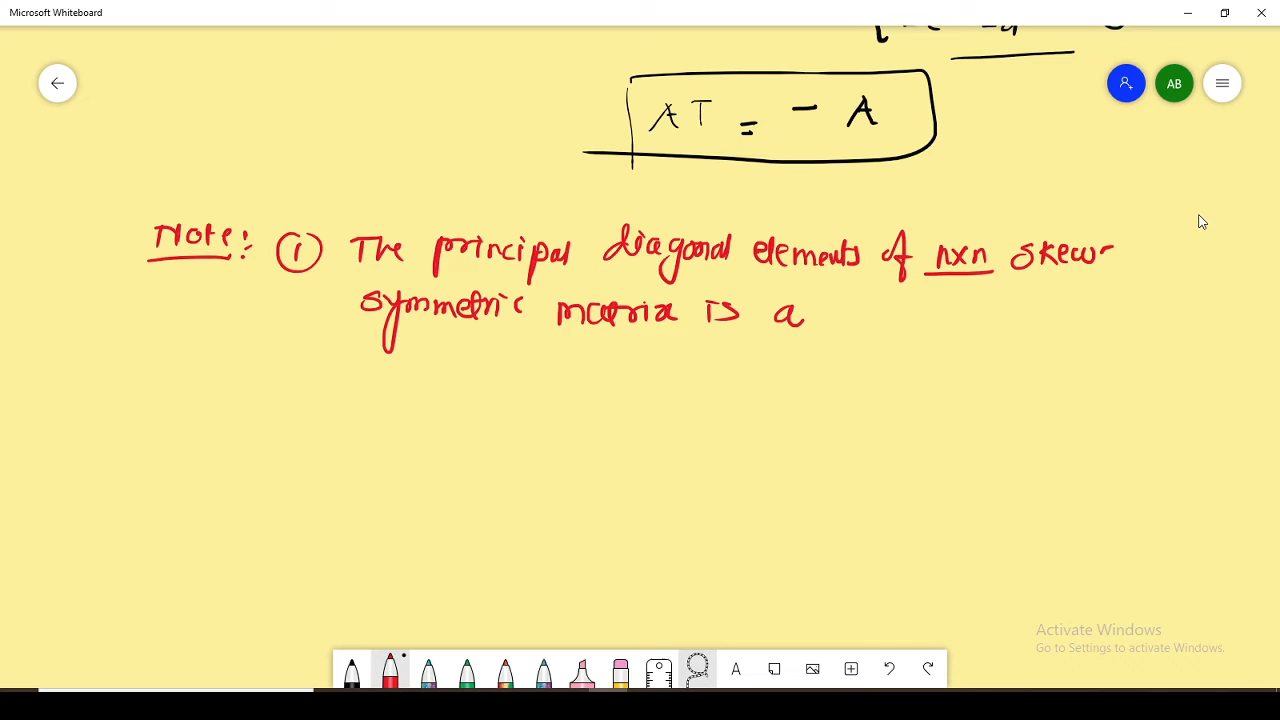 Microsoft Whiteboard
AB
AT = - A
Note: ① The principal diagonal elements of nxn skew
symmetric matrix is a
Activate Windows
Go to Settings to activate Windows.
A